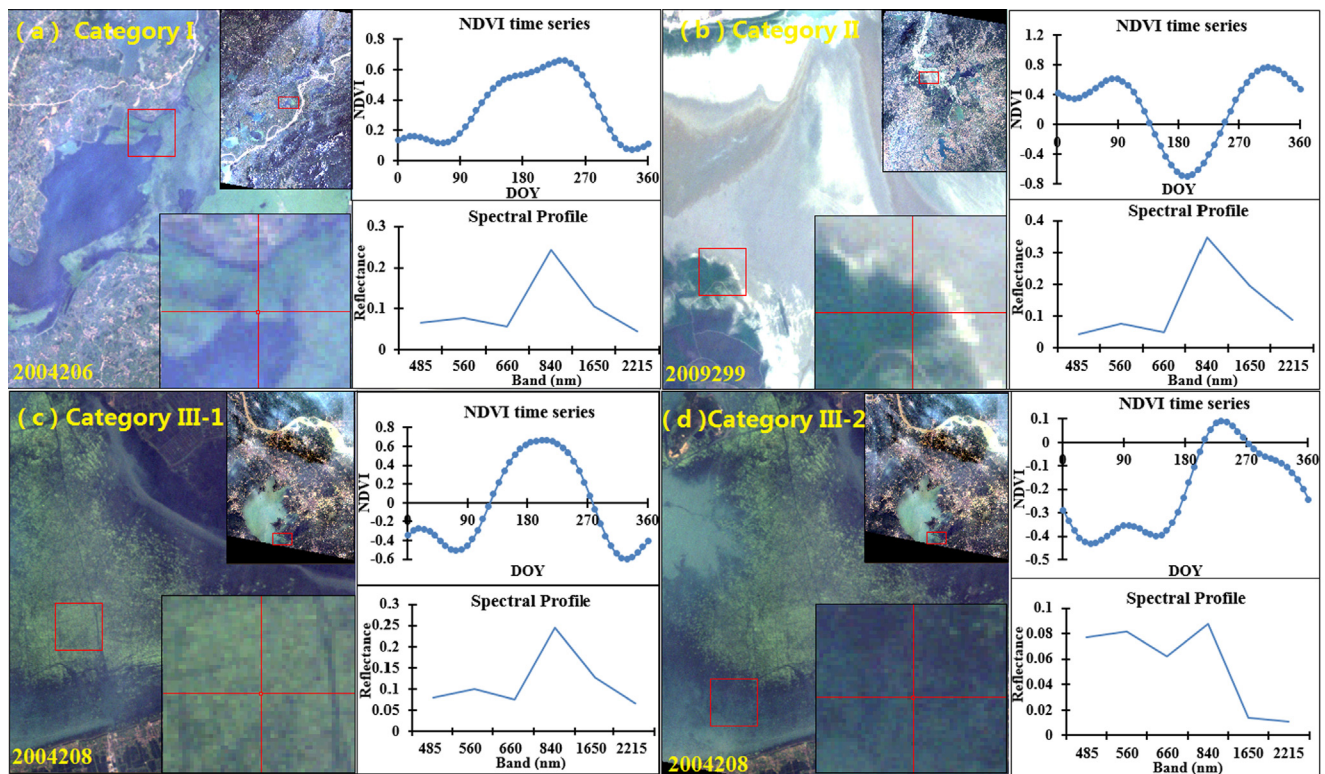 ( a ) Category I
2004206
NDVI time series
0.8
0.6
0.4
0.2
0
NDVI
0 90 180 270 360
DOY
Spectral Profile
0.3
0.2
0.1
0
Reflectance
485 560 660 840 1650 2215
Band (nm)
( b ) Category II
2009299
NDVI time series
1.2
0.8
0.4
0
-0.4
-0.8
NDVI
0 90 180 270 360
DOY
Spectral Profile
0.4
0.3
0.2
0.1
0
Reflectance
485 560 660 840 1650 2215
Band (nm)
( c ) Category III-1
2004208
NDVI time series
0.8
0.6
0.4
0.2
0
-0.2
-0.4
-0.6
NDVI
0 90 180 270 360
DOY
Spectral Profile
0.3
0.25
0.2
0.15
0.1
0.05
0
Reflectance
485 560 660 840 1650 2215
Band (nm)
( d )Category III-2
2004208
NDVI time series
0.1
0
-0.1
-0.2
-0.3
-0.4
-0.5
NDVI
0 90 180 270 360
DOY
Spectral Profile
0.1
0.08
0.06
0.04
0.02
0
Reflectance
485 560 660 840 1650 2215
Band (nm)